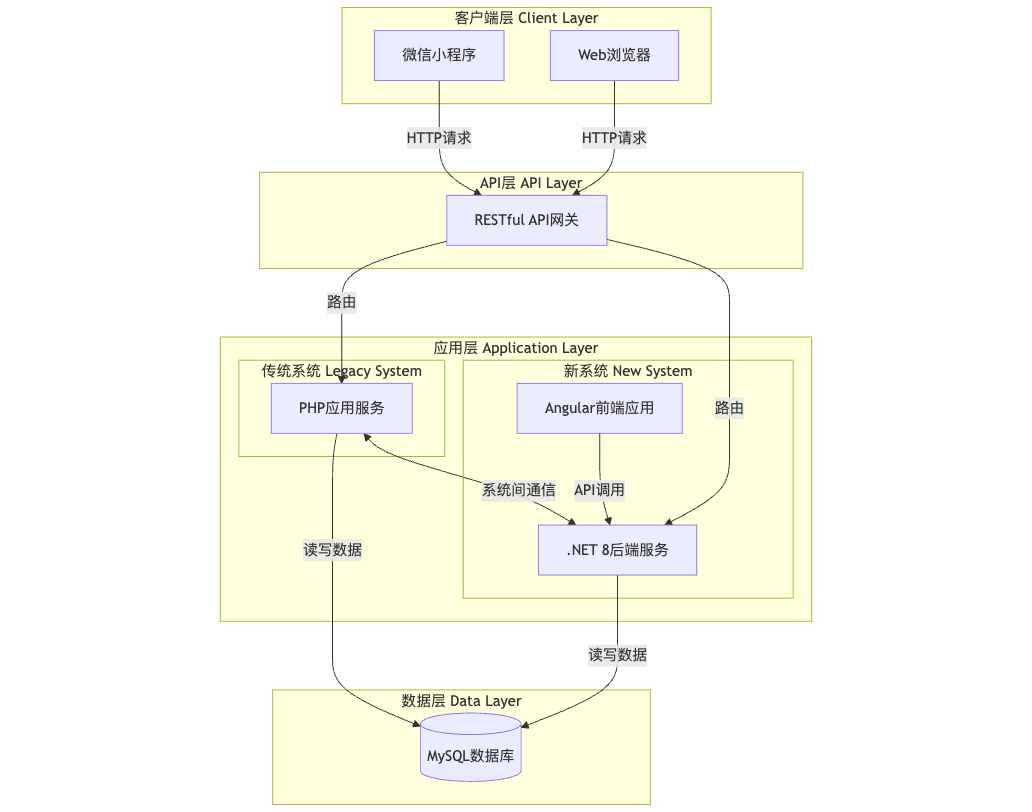 客户端层 Client Layer
微信小程序
Web浏览器
HTTP请求
HTTP请求
API层 API Layer
RESTful API网关
路由
应用层 Application Layer
传统系统 Legacy System
新系统 New System
PHP应用服务
Angular前端应用
路由
系统间通信
API调用
读写数据
.NET 8后端服务
读写数据
数据层 Data Layer
MySQL数据库